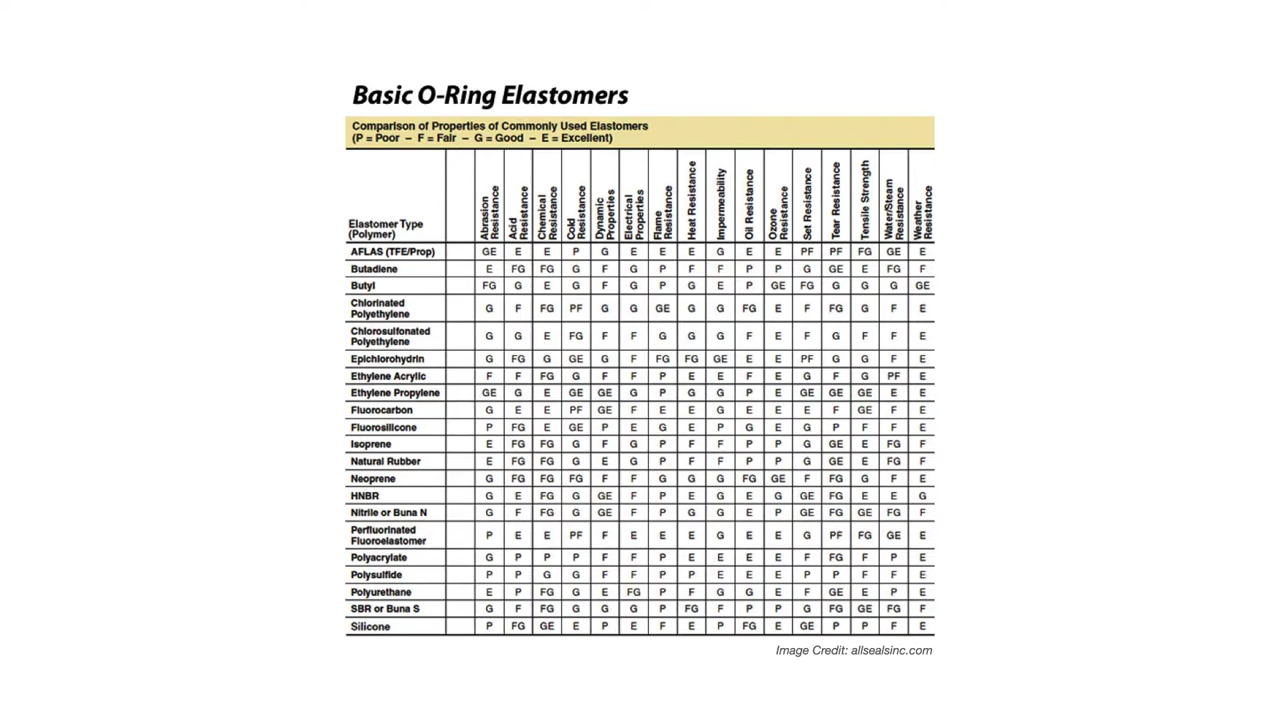 Basic O-Ring Elastomers
Comparison of Properties of Commonly Used Elastomers
(P = Poor – F = Fair – G = Good – E = Excellent)
Elastomer Type
(Polymer)
Abrasion Resistance
Acid Resistance
Chemical Resistance
Cold Resistance
Dynamic Properties
Electrical Properties
Flame Resistance
Heat Resistance
Impermeability
Oil Resistance
Ozone Resistance
Set Resistance
Tear Resistance
Tensile Strength
Water/Steam Resistance
Weather Resistance
AFLAS (TFE/Prop) GE E E P G E E E G E E PF PF FG GE E
Butadiene E FG FG G F G P F F P P G GE E FG F
Butyl FG G E G F G P G E P GE FG G G G GE
Chlorinated
Polyethylene G F FG PF G G GE G G FG E F FG G F E
Chlorosulfonated
Polyethylene G G E FG F F G G G F E F G F F E
Epichlorohydrin G FG G GE G F FG FG GE E E PF G G F E
Ethylene Acrylic F F FG G F F P E E F E G F G PF E
Ethylene Propylene GE G E GE GE G P G G P E GE GE GE E E
Fluorocarbon G E E PF GE F E E G E E E F GE F E
Fluorosilicone P FG E GE P E G E P G E G P F F E
Isoprene E FG FG G F G P F F P P G GE E FG F
Natural Rubber E FG FG G E G P F F P P G GE E FG F
Neoprene G FG FG FG F F G G G FG GE F FG G F E
HNBR G E FG G GE F P E G E G GE FG E E G
Nitrile or Buna N G F FG G GE F P G G E P GE FG GE FG F
Perfluorinated
Fluoroelastomer P E E PF F E E E G E E G PF FG GE E
Polyacrylate G P P P F F P E E E E F FG F P E
Polysulfide P P G G F F P P E E E P P F F E
Polyurethane E P FG G E FG P F G G E F GE E P E
SBR or Buna S G F FG G G G P FG F P P G FG GE FG F
Silicone P FG GE E P E F E P FG E GE P P F E
Image Credit: allsealsinc.com